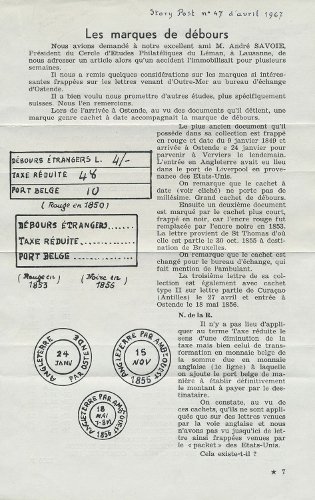 Story Post n° 47 d'avril 1967
Les marques de débours
Nous avions demandé à notre excellent ami M. André SAVOIE,
Président du Cercle d'Etudes Philatéliques du Léman, à Lausanne, de
nous adresser un article alors qu'un accident l'immobilisait pour plusieurs
semaines.
Il nous a remis quelques considérations sur les marques si intéres-
santes frappées sur les lettres venant d'Outre-Mer au bureau d'échange
d'Ostende.
Il a bien voulu nous promettre d'autres études, plus spécifiquement
suisses. Nous l'en remercions.
Lors de l'arrivée à Ostende, au vu des documents qu'il détient, une
marque genre cachet à date accompagnait la marque de débours.
Le plus ancien document qu'il
possède dans sa collection est frappé
en rouge et date du 9 janvier 1849 et
arrivée à Ostende le 24 janvier pour
parvenir à Verviers le lendemain.
L'entrée en Angleterre avait eu lieu
dans le port de Liverpool en prove-
nance des Etats-Unis.
On remarque que le cachet à
date (voir cliché) ne porte pas de
millésime. Grand cachet de débours.
Ensuite un deuxième document
est marqué par le cachet plus court,
frappé en noir, car l'encre rouge fut
remplacée par l'encre noire en 1853.
La lettre provient de St Thomas d'où
elle est partie le 30 oct. 1855 à desti-
nation de Bruxelles.
On remarque que le cachet est
changé pour le bureau d'échange, qui
fait mention de l'ambulant.
La troisième lettre de sa col-
lection est également avec cachet
type II sur lettre partie de Curaçao
(Antilles) le 27 avril et entrée à
Ostende le 18 mai 1856.
DÉBOURS ÉTRANGERS L. 4/-
TAXE RÉDUITE 48
PORT BELGE 10
(Rouge en 1850)
DÉBOURS ÉTRANGERS......
TAXE RÉDUITE......
PORT BELGE......
(Rouge en 1853) (Noire en 1856)
N. de la R.
Il n'y a pas lieu d'appli-
quer au terme Taxe réduite le
sens d'une diminution de la
taxe mais bien celui de trans-
formation en monnaie belge de
la somme due en monnaie
anglaise (1e ligne) à laquelle
on ajoute le port belge de ma-
nière à établir définitivement
le montant à payer par le des-
tinataire.
On constate, au vu de
ces cachets, qu'ils ne sont appli-
qués que sur des lettres venues
par la voie anglaise et nous
n'avons pas vu jusqu'ici de let-
tre ainsi frappées venues par
le « packet » des Etats-Unis.
Cela existe-t-il ?
ANGLETERRE PAR OSTENDE
24
JANV
ANGLETERRE PAR AMB. OUEST
15
NOV
1855
ANGLETERRE PAR AMB. OUEST
18
MAI
1856
★ 7